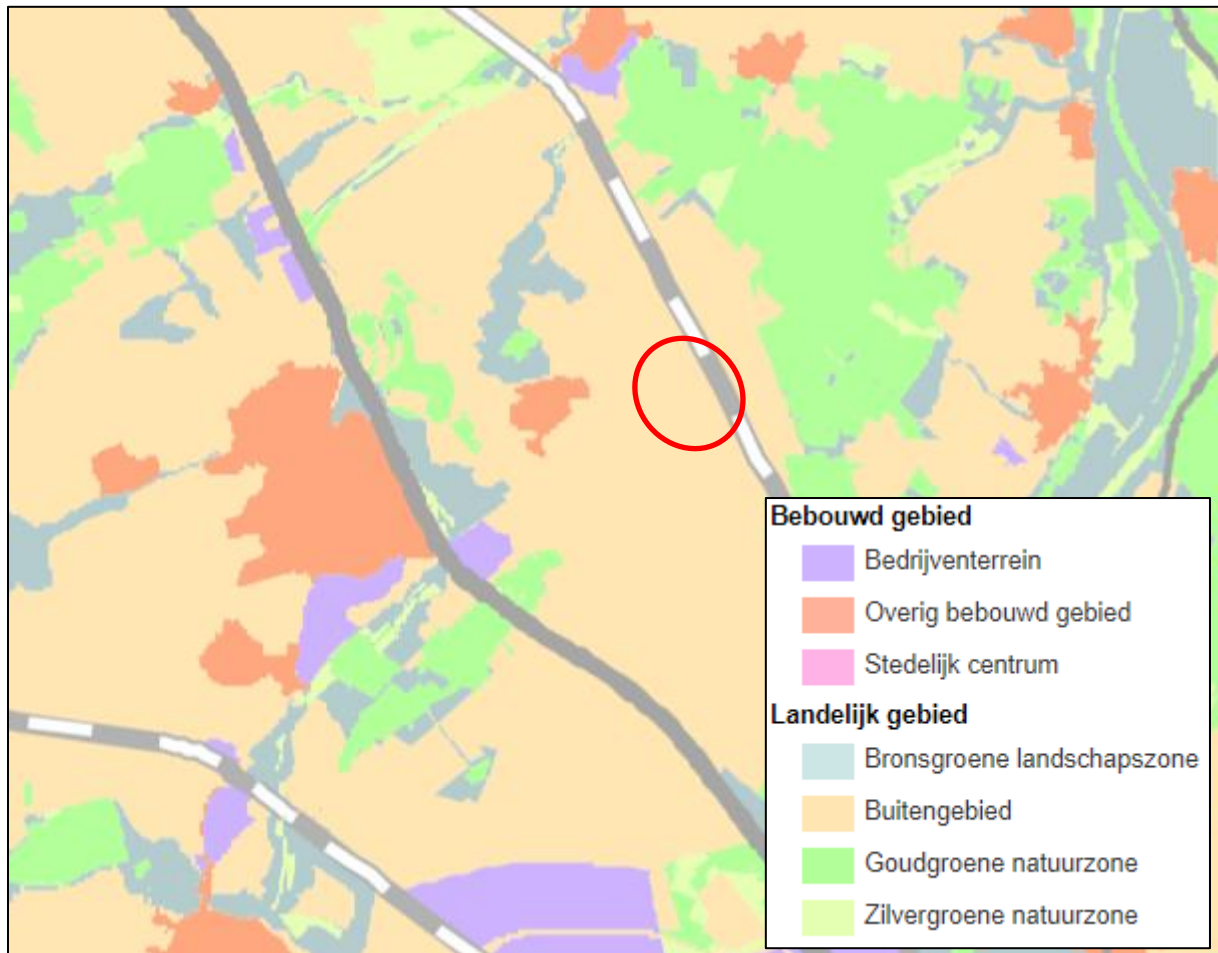 Bebouwd gebied
Bedrijventerrein
Overig bebouwd gebied
Stedelijk centrum
Landelijk gebied
Bronsgroene landschapszone
Buitengebied
Goudgroene natuurzone
Zilvergroene natuurzone